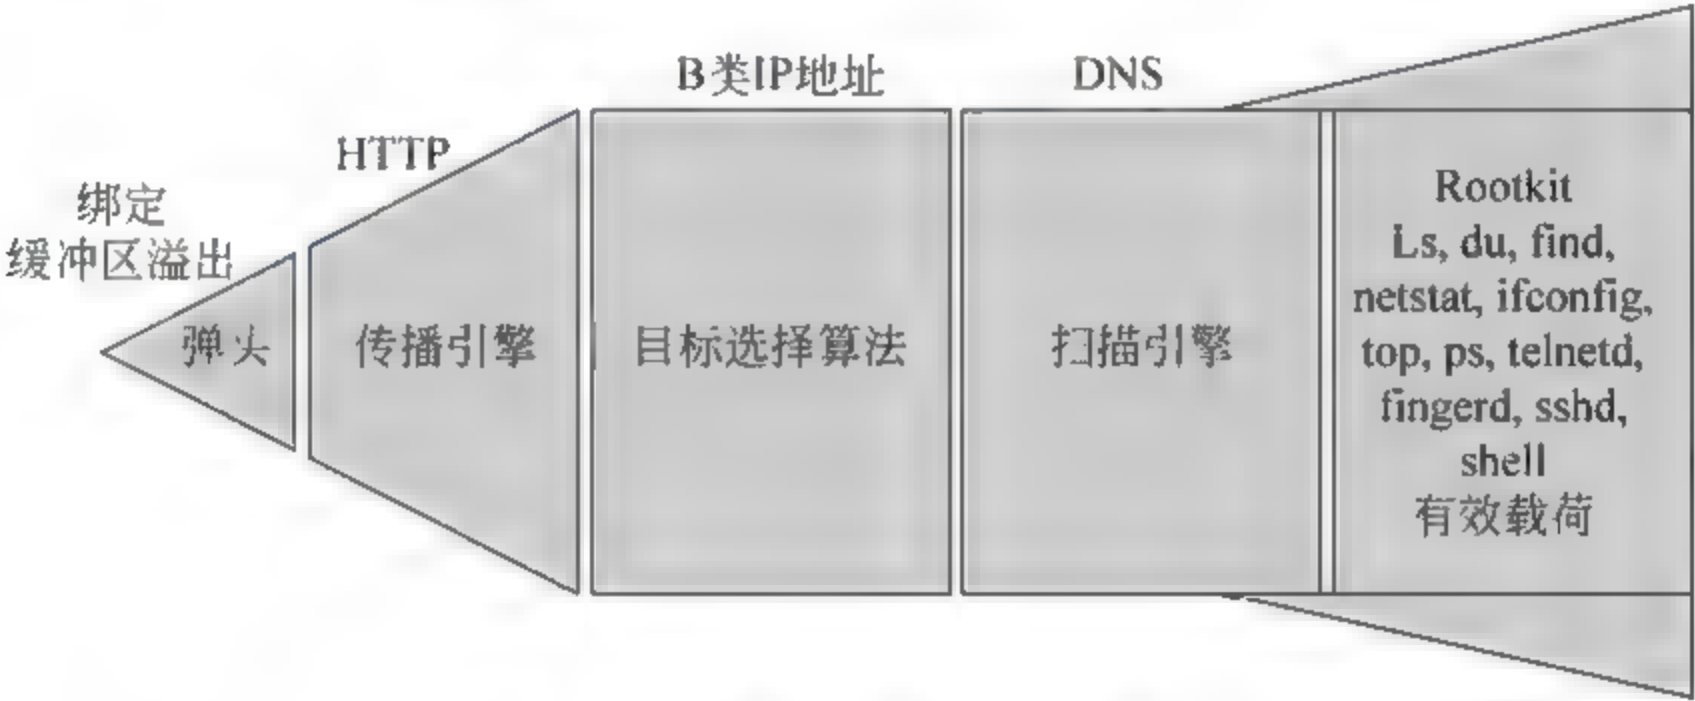 绑定
缓冲区溢出
HTTP
B类IP地址
DNS
弹头
传播引擎
目标选择算法
扫描引擎
Rootkit
Ls, du, find,
netstat, ifconfig,
top, ps, telnetd,
fingerd, sshd,
shell
有效载荷